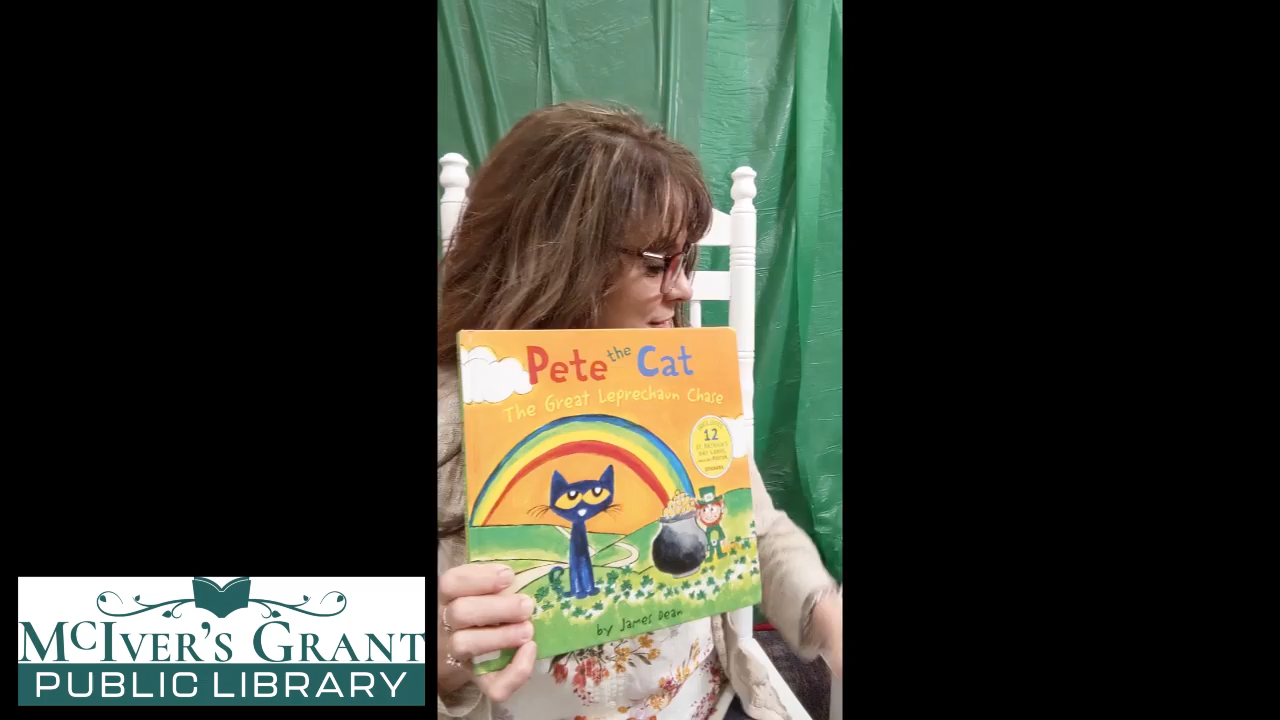 Pete the Cat
The Great Leprechaun Chase
12
by James Dean
McIver's Grant
PUBLIC LIBRARY